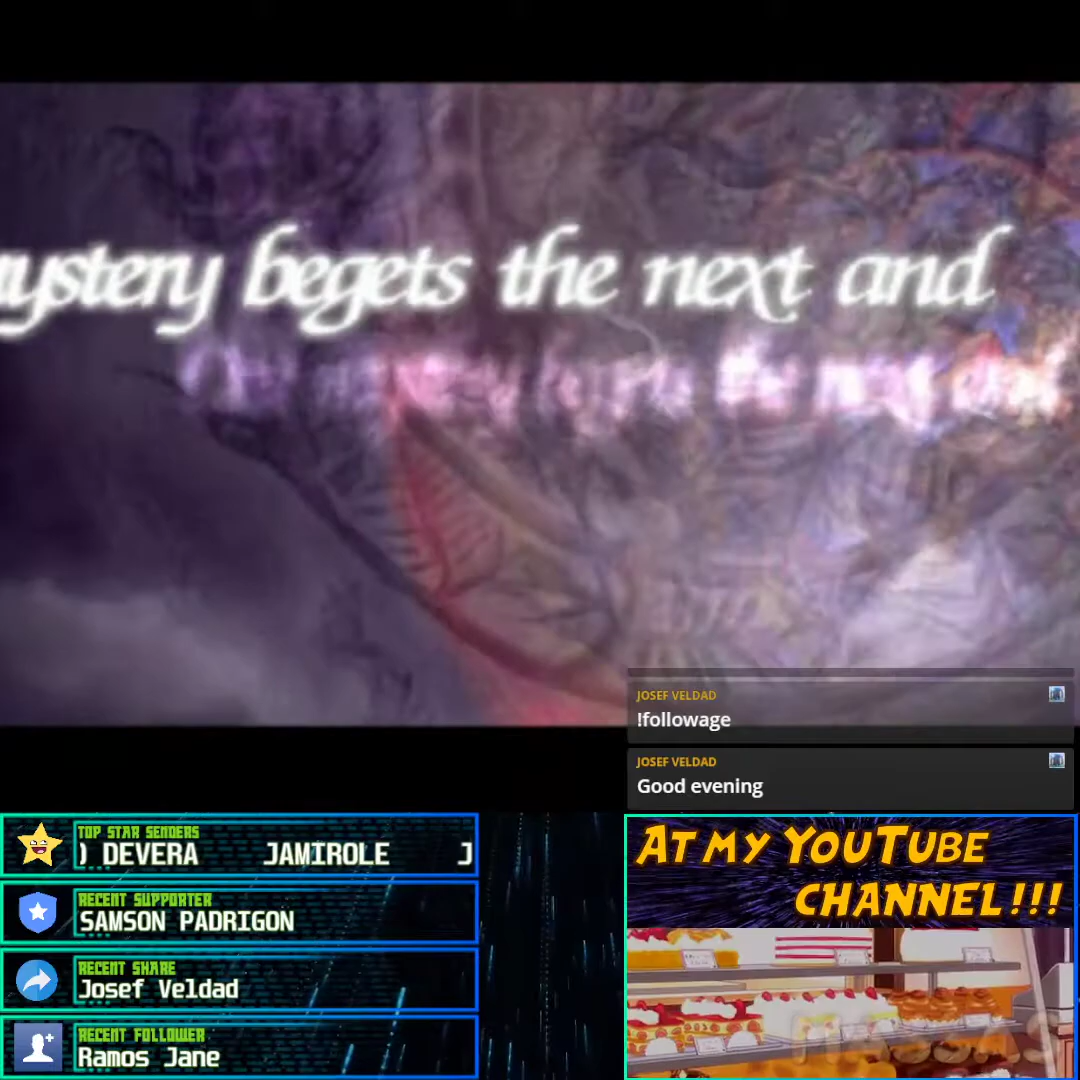 mystery begets the next and
JOSEF VELDAD
!followage
JOSEF VELDAD
Good evening
TOP STAR SENDERS
) DEVERA JAMIROLE J
RECENT SUPPORTER
SAMSON PADRIGON
RECENT SHARE
Josef Veldad
RECENT FOLLOWER
Ramos Jane
AT MY YOUTUBE
CHANNEL!!!